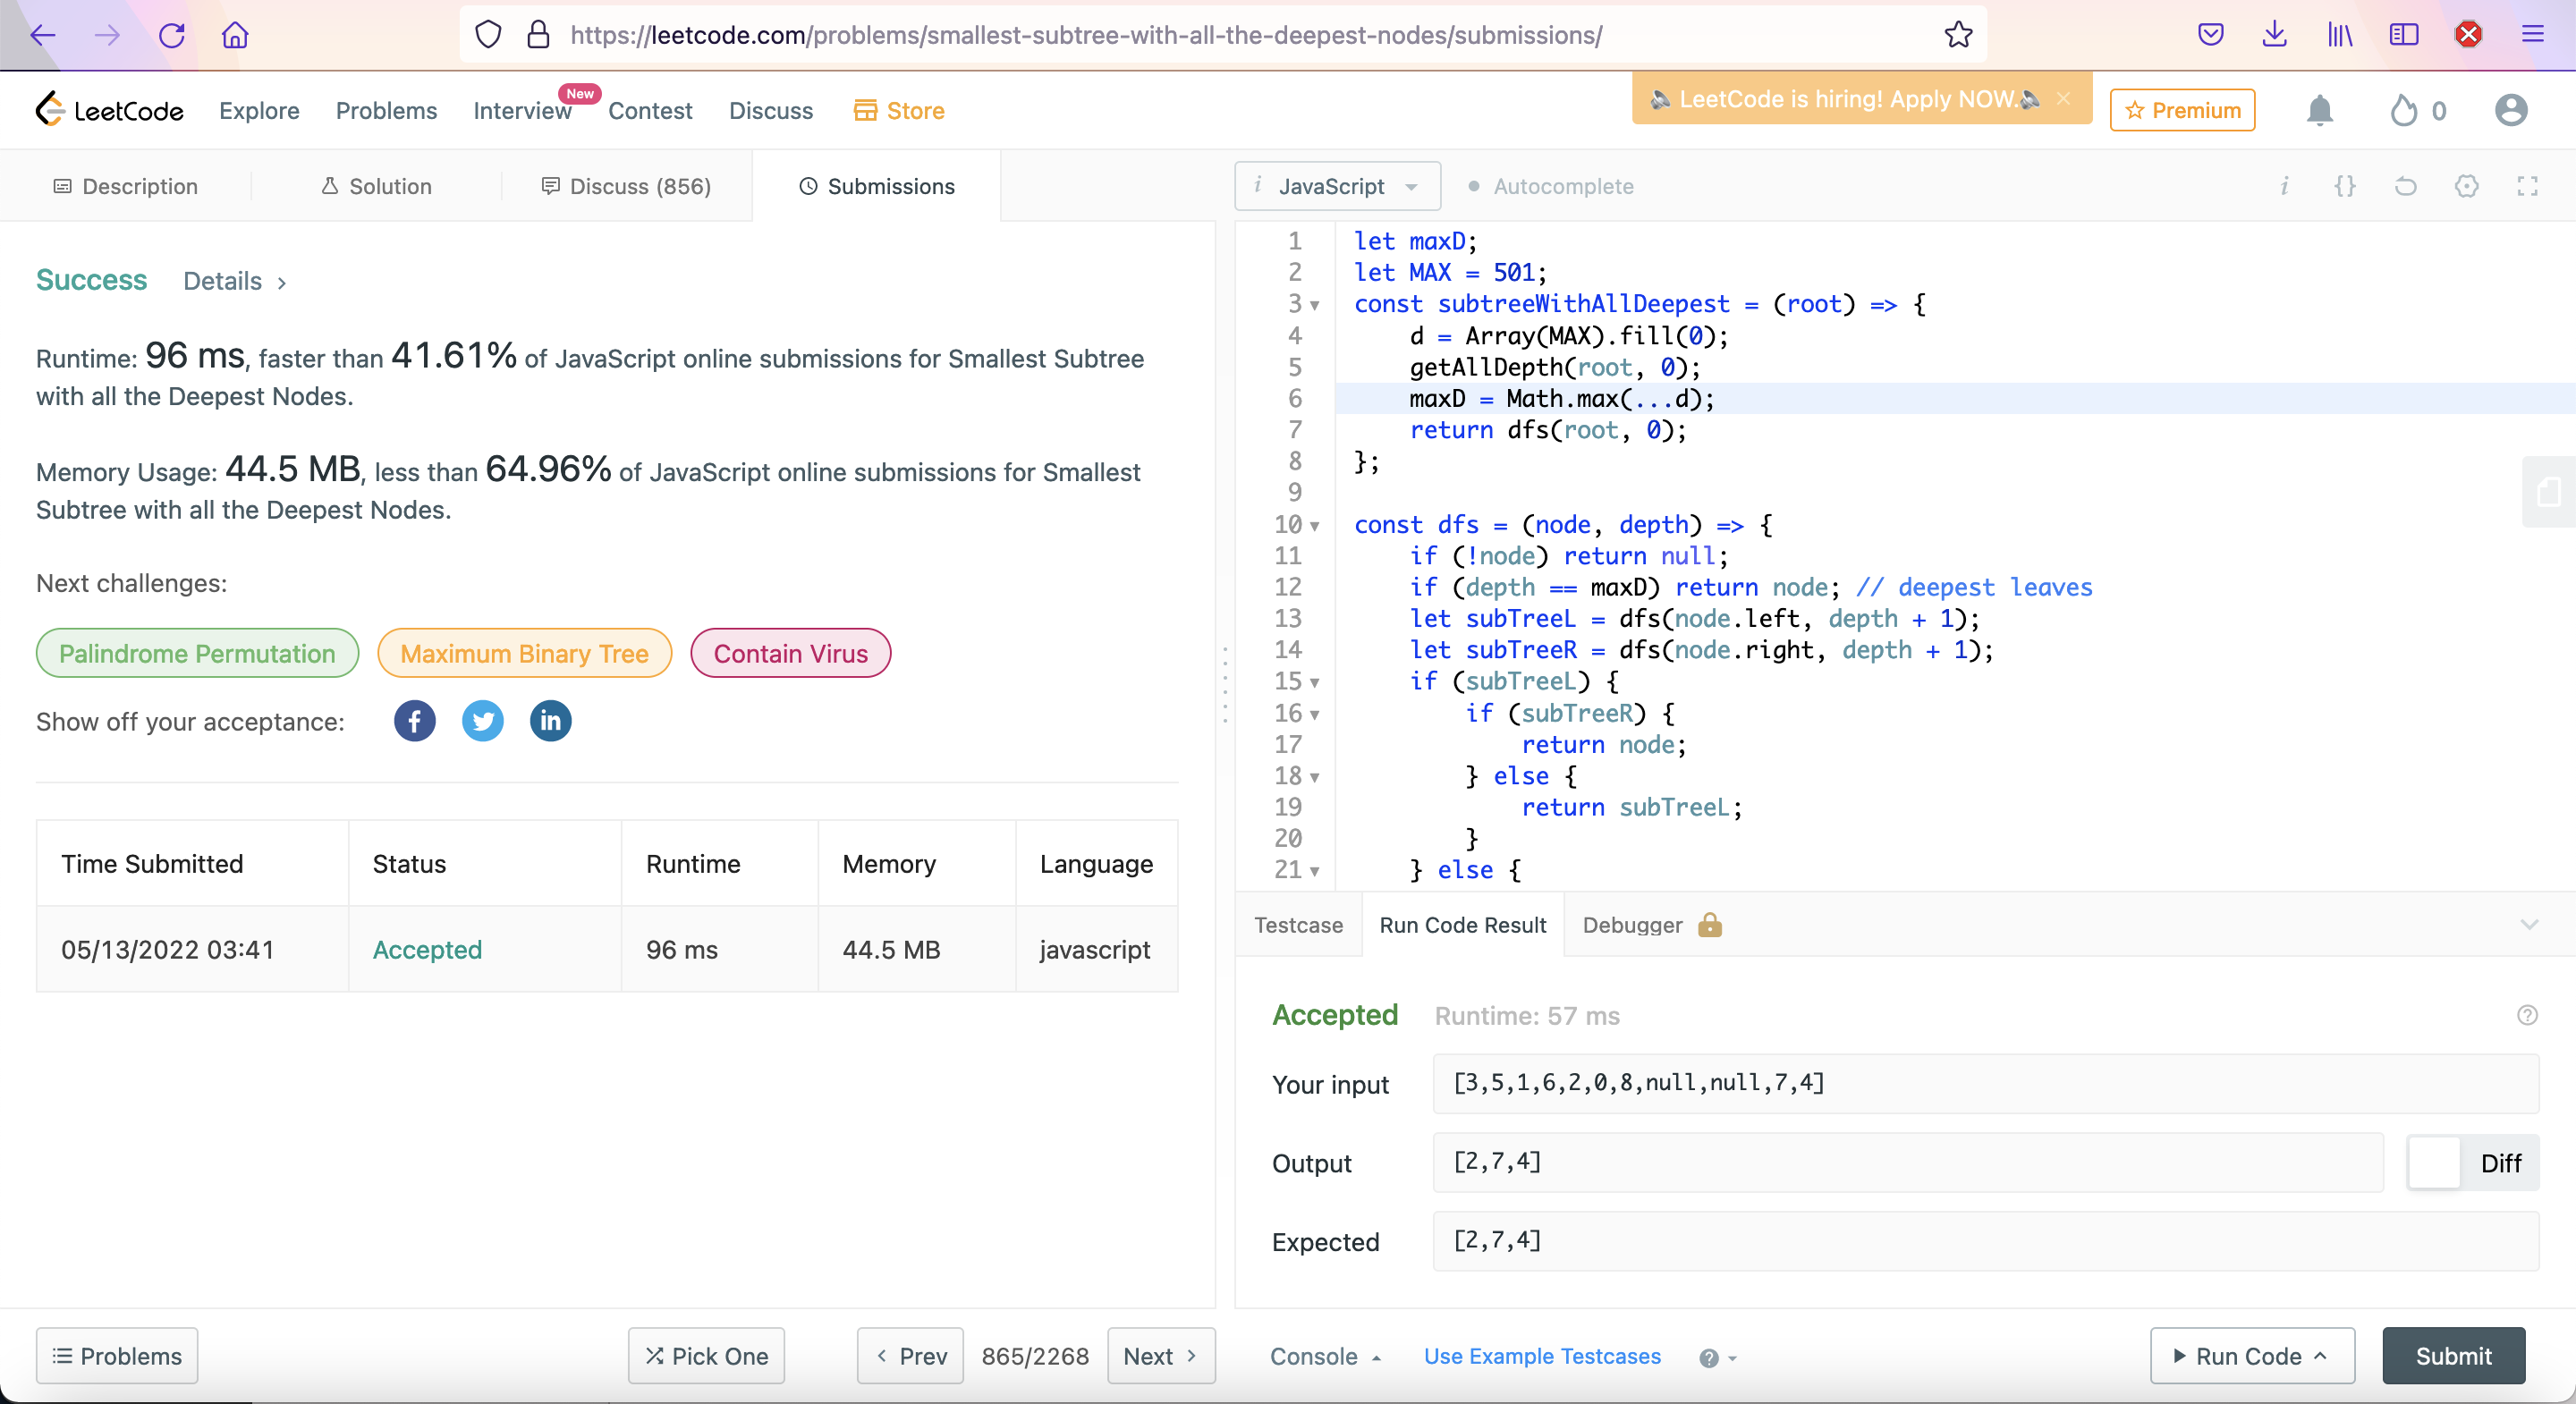 https://leetcode.com/problems/smallest-subtree-with-all-the-deepest-nodes/submissions/
LeetCode Explore Problems Interview New Contest Discuss Store LeetCode is hiring! Apply NOW. Premium 0
Description Solution Discuss (856) Submissions
Success Details
Runtime: 96 ms, faster than 41.61% of JavaScript online submissions for Smallest Subtree
with all the Deepest Nodes.
Memory Usage: 44.5 MB, less than 64.96% of JavaScript online submissions for Smallest
Subtree with all the Deepest Nodes.
Next challenges:
Palindrome Permutation Maximum Binary Tree Contain Virus
Show off your acceptance: f in
Time Submitted Status Runtime Memory Language
05/13/2022 03:41 Accepted 96 ms 44.5 MB javascript
i JavaScript Autocomplete i {}
1 let maxD;
2 let MAX = 501;
3 const subtreeWithAllDeepest = (root) => {
4 d = Array(MAX).fill(0);
5 getAllDepth(root, 0);
6 maxD = Math.max(...d);
7 return dfs(root, 0);
8 };
9
10 const dfs = (node, depth) => {
11 if (!node) return null;
12 if (depth == maxD) return node; // deepest leaves
13 let subTreeL = dfs(node.left, depth + 1);
14 let subTreeR = dfs(node.right, depth + 1);
15 if (subTreeL) {
16 if (subTreeR) {
17 return node;
18 } else {
19 return subTreeL;
20 }
21 } else {
Testcase Run Code Result Debugger
Accepted Runtime: 57 ms
Your input [3,5,1,6,2,0,8,null,null,7,4]
Output [2,7,4] Diff
Expected [2,7,4]
Problems Pick One Prev 865/2268 Next Console Use Example Testcases Run Code Submit